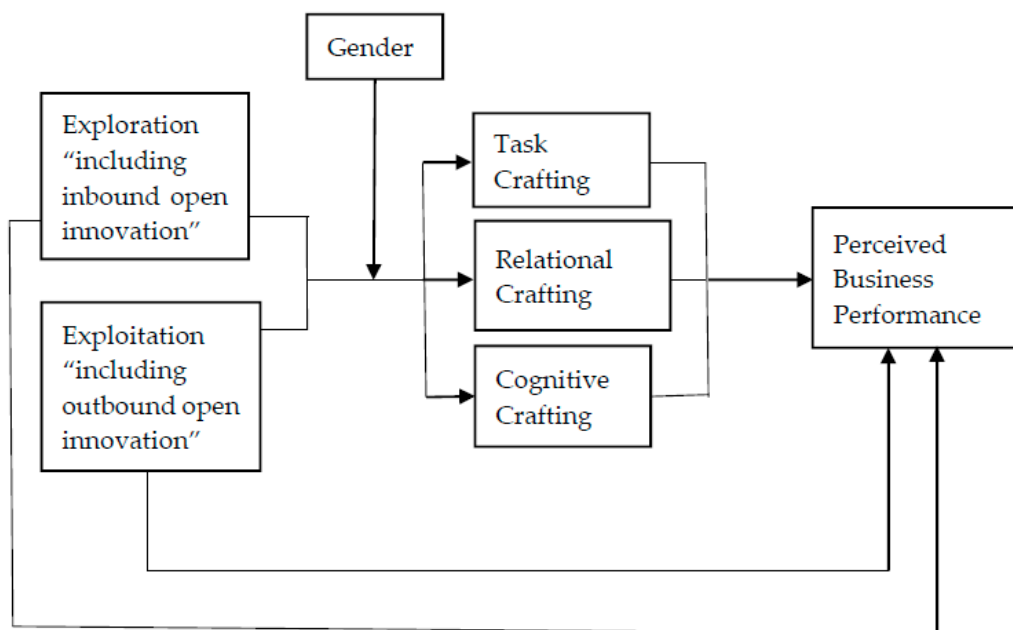 Gender
Exploration
“including
inbound open
innovation”
Exploitation
“including
outbound open
innovation”
Task
Crafting
Relational
Crafting
Cognitive
Crafting
Perceived
Business
Performance